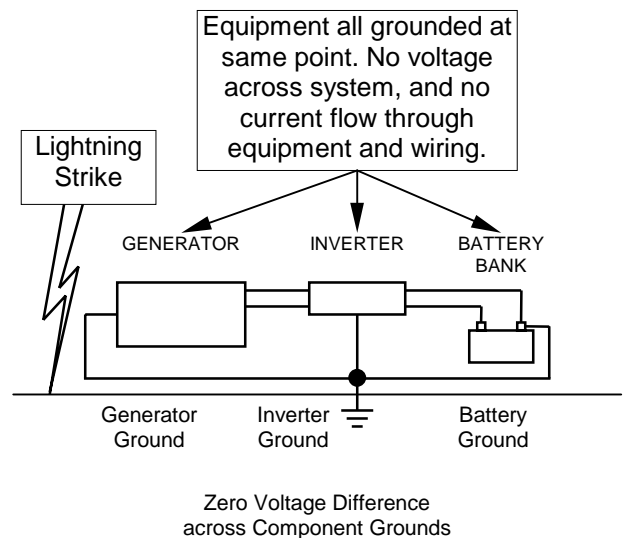 Equipment all grounded at
same point. No voltage
across system, and no
current flow through
equipment and wiring.
Lightning
Strike
GENERATOR
INVERTER
BATTERY
BANK
Generator
Ground
Inverter
Ground
Battery
Ground
Zero Voltage Difference
across Component Grounds